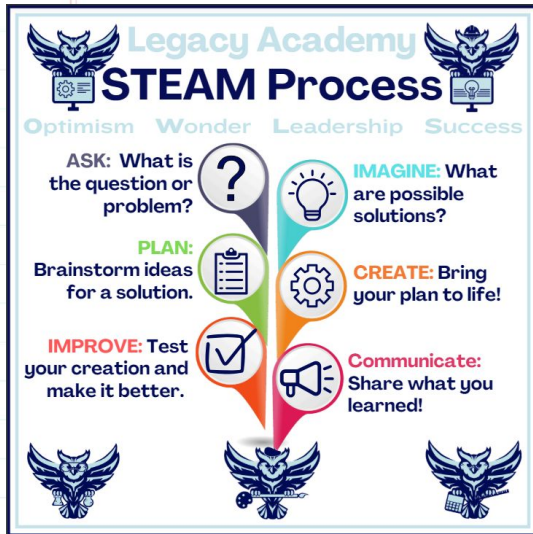 Legacy Academy
STEAM Process
Optimism Wonder Leadership Success
ASK: What is
the question or
problem?
IMAGINE: What
are possible
solutions?
PLAN:
Brainstorm ideas
for a solution.
CREATE: Bring
your plan to life!
IMPROVE: Test
your creation and
make it better.
Communicate:
Share what you
learned!